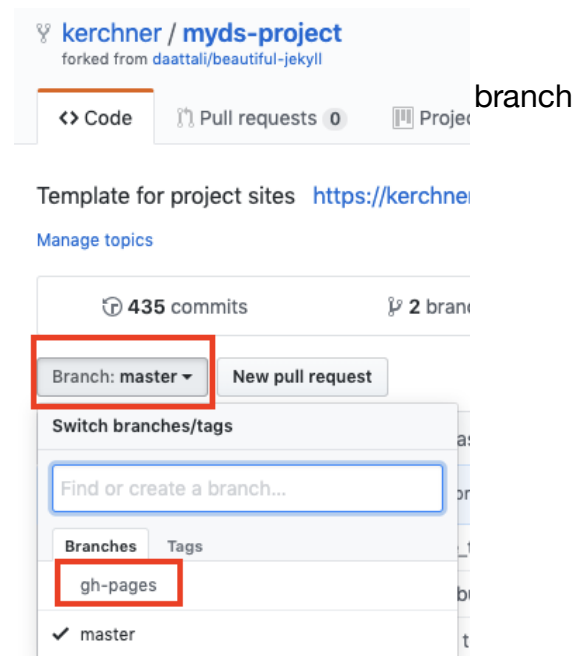 kerchner / myds-project
forked from daattali/beautiful-jekyll
branch
<> Code Pull requests 0
Template for project sites
Manage topics
435 commits 2
Branch: master New pull request
Switch branches/tags
Find or create a branch...
Branches Tags
gh-pages
master